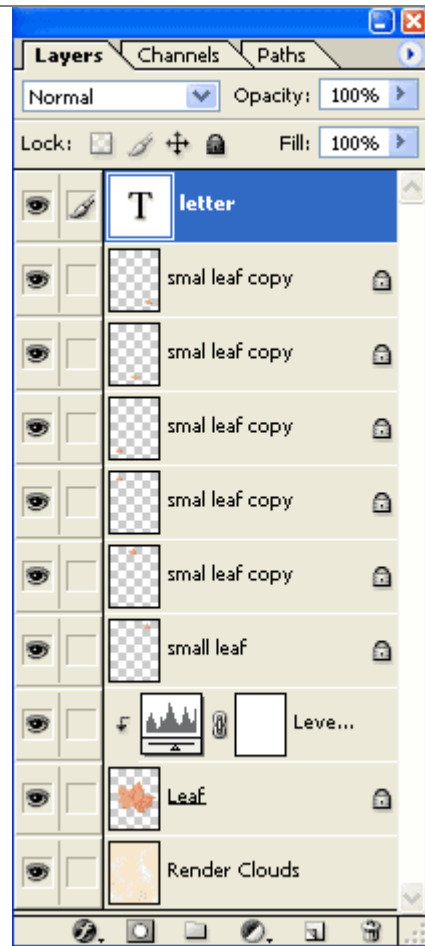 Layers Channels Paths
Normal Opacity: 100%
Lock: Fill: 100%
T letter
smal leaf copy
smal leaf copy
smal leaf copy
smal leaf copy
smal leaf copy
small leaf
Leve...
Leaf
Render Clouds